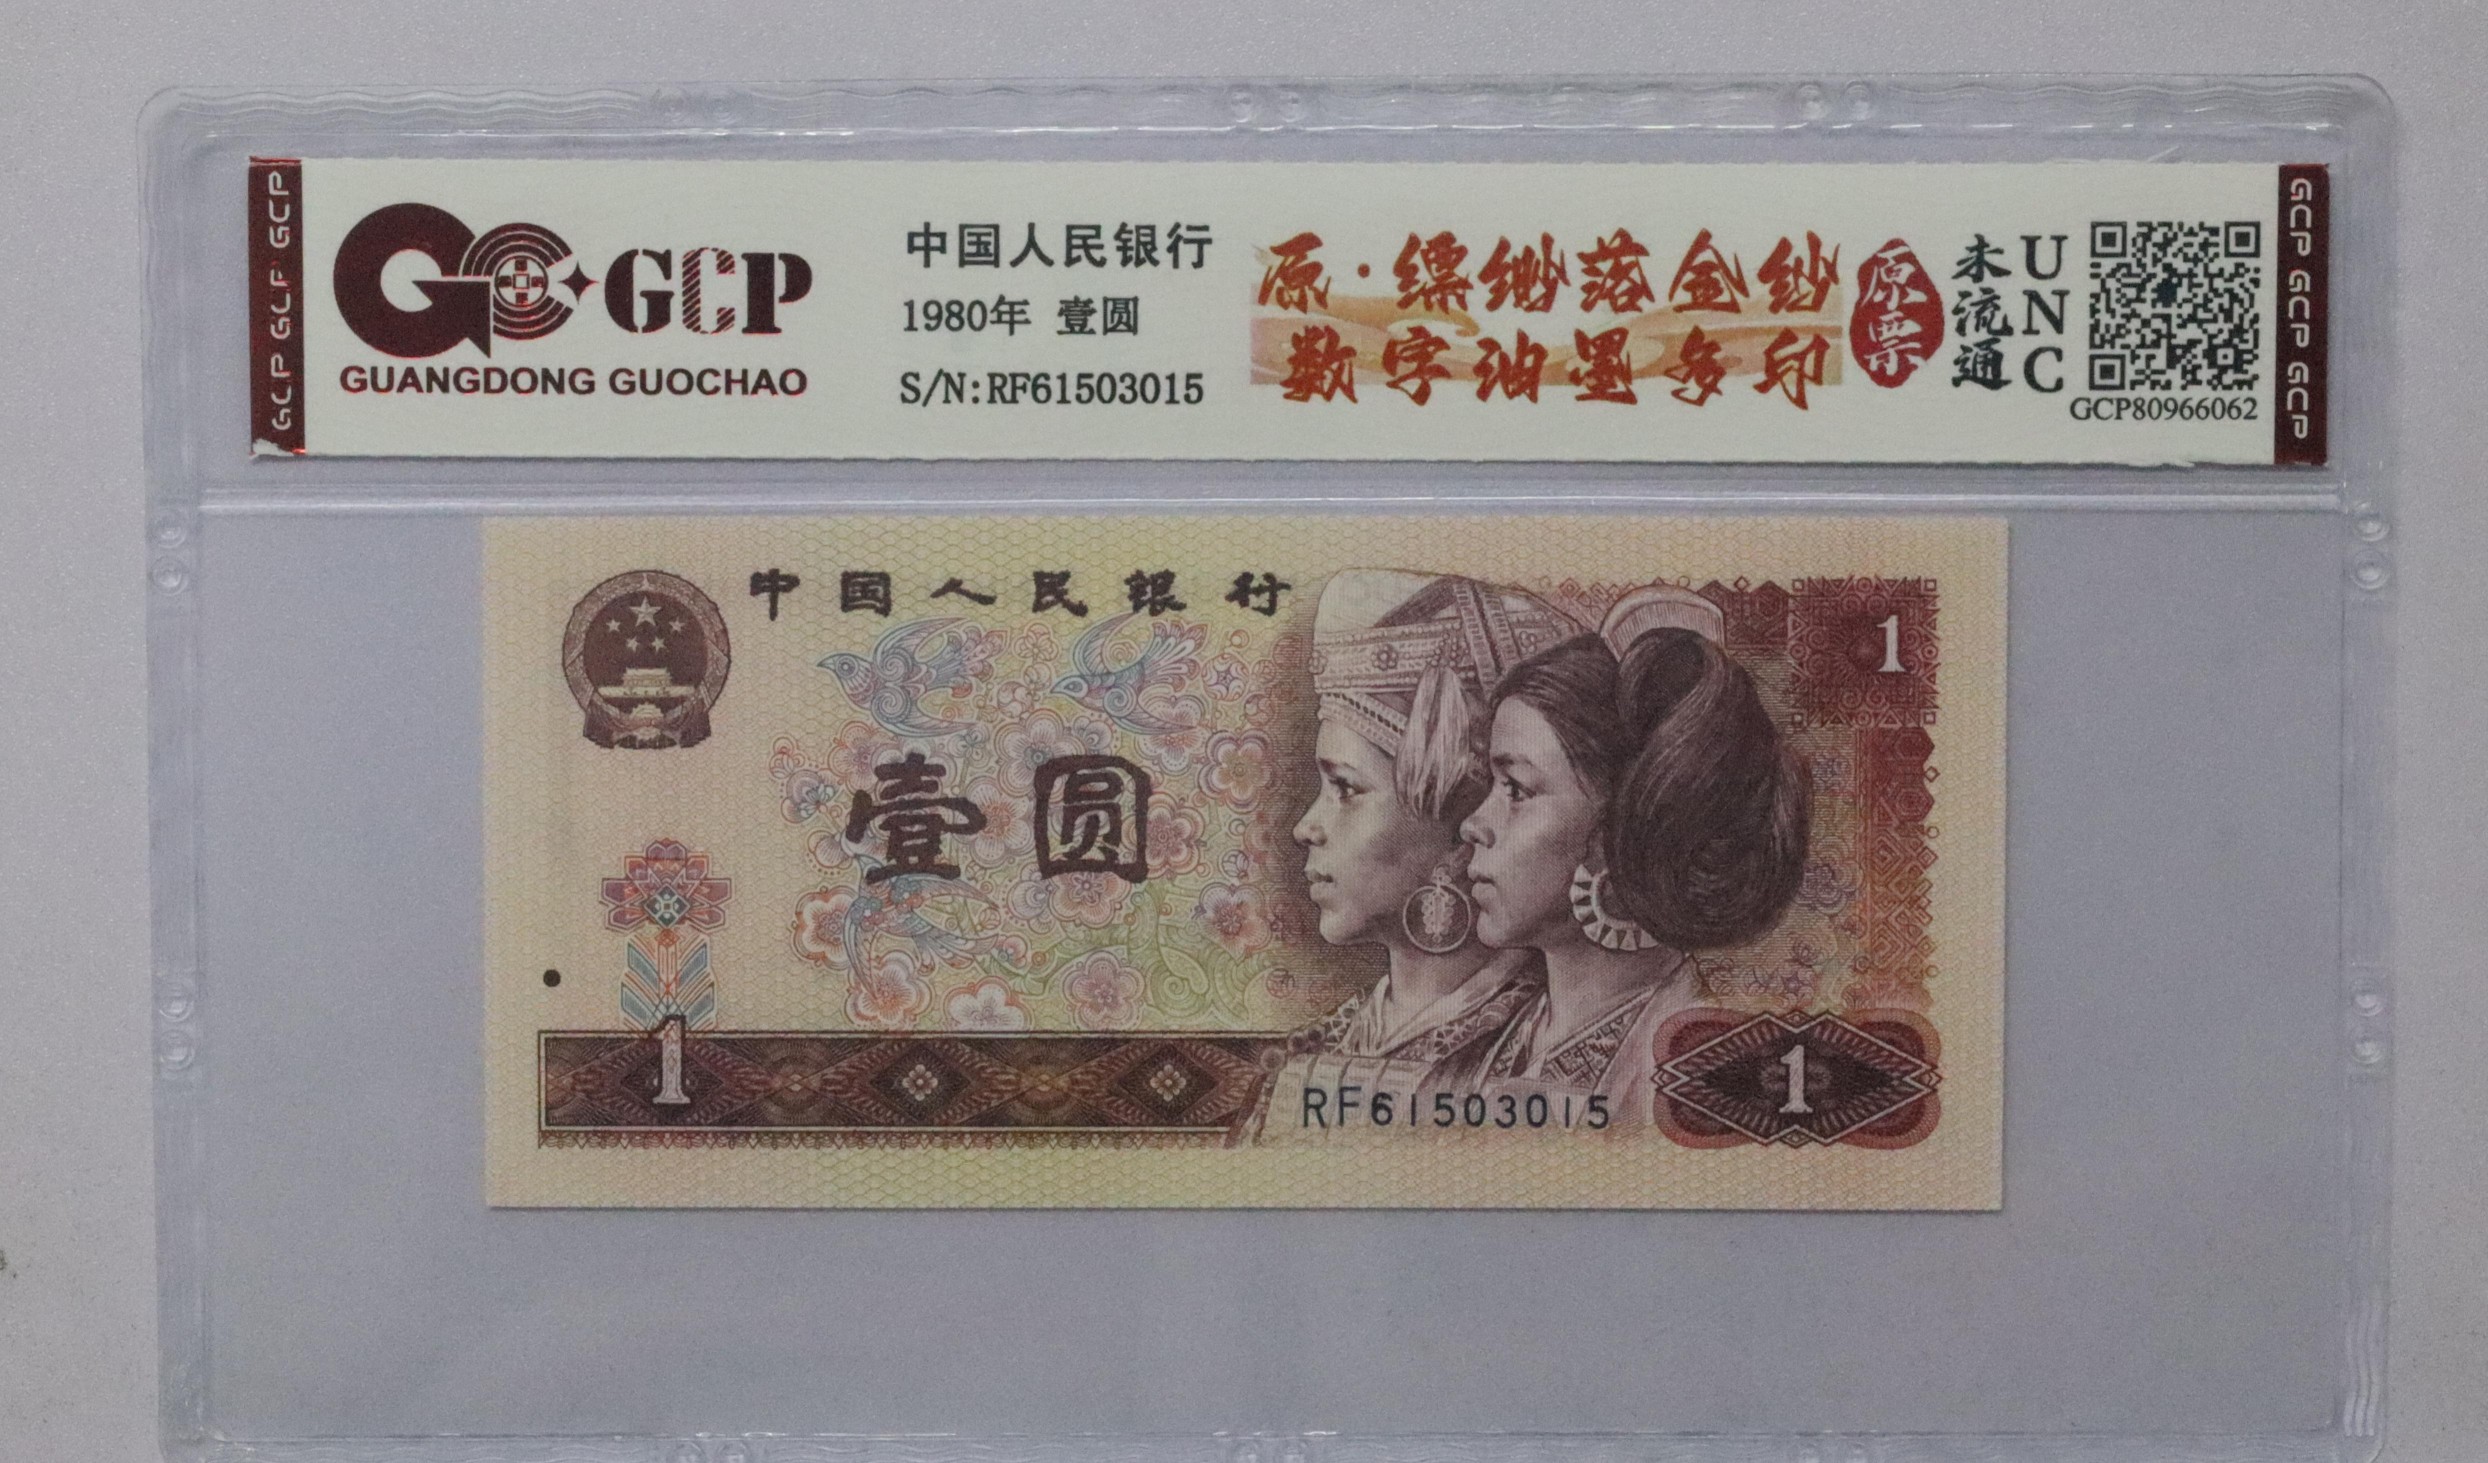 GCP GCP GCP
GCP
GUANGDONG GUOCHAO
中国人民银行
1980年 壹圆
S/N:RF61503015
原·缥缈落金纱
数字油墨多印
原票
未流通
UNC
GCP80966062
GCP GCP GCP
中国人民银行
1
壹圆
1
RF61503015
1